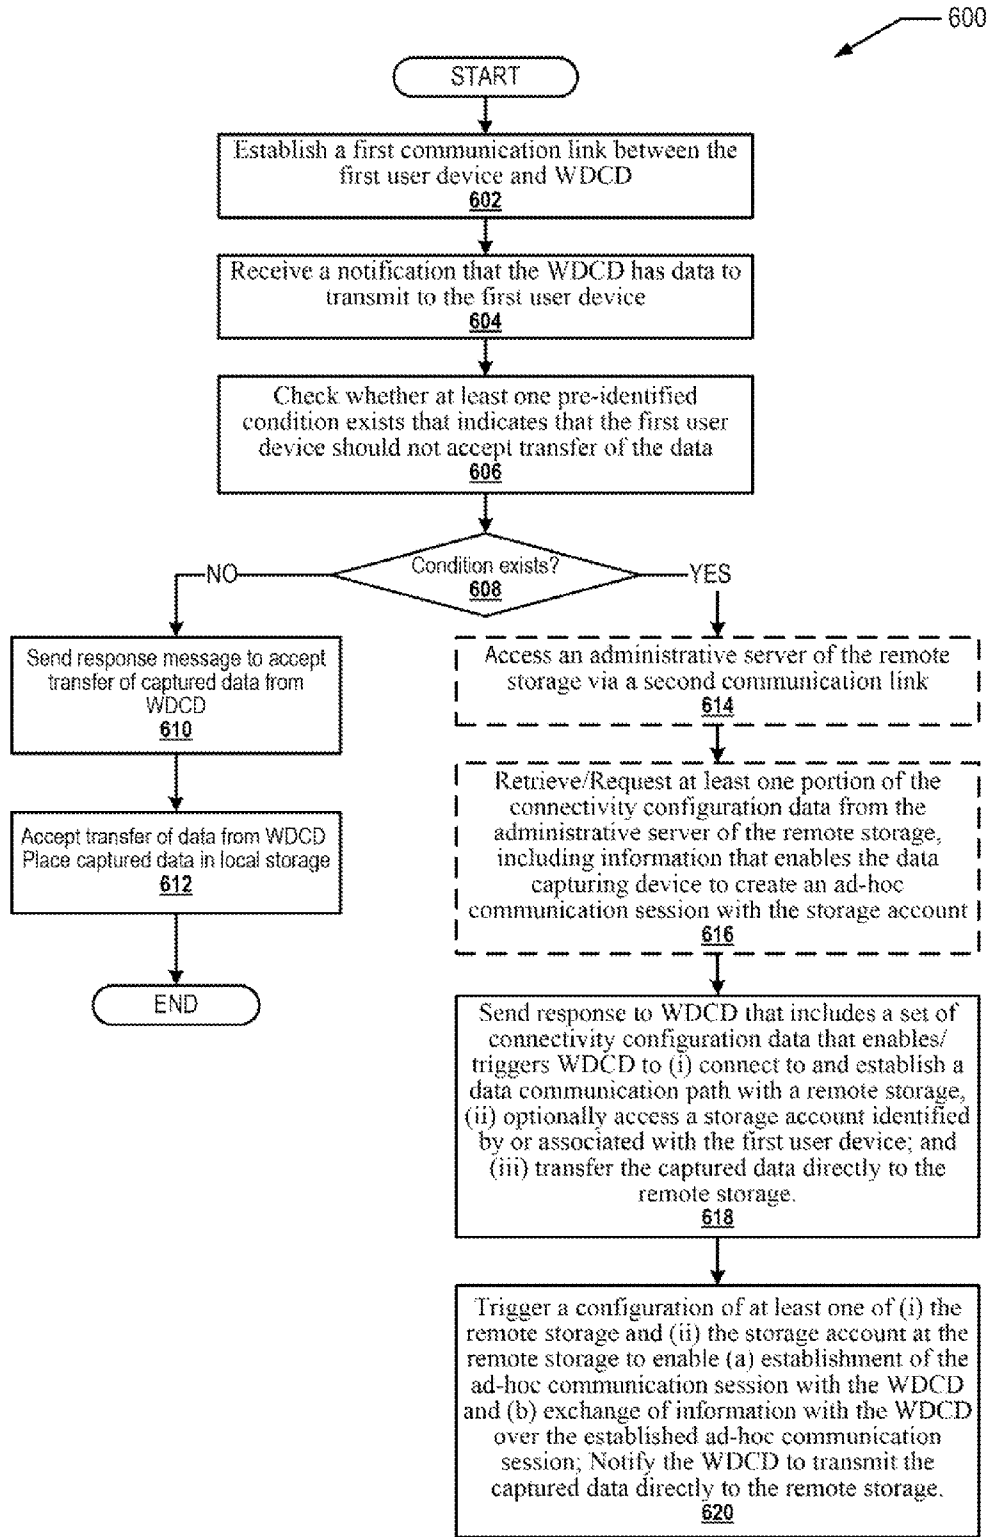 600
START
Establish a first communication link between the
first user device and WDCD
602
Receive a notification that the WDCD has data to
transmit to the first user device
604
Check whether at least one pre-identified
condition exists that indicates that the first user
device should not accept transfer of the data
606
Condition exists?
608
NO
YES
Send response message to accept
transfer of captured data from
WDCD
610
Accept transfer of data from WDCD
Place captured data in local storage
612
END
Access an administrative server of the remote
storage via a second communication link
614
Retrieve/Request at least one portion of the
connectivity configuration data from the
administrative server of the remote storage,
including information that enables the data
capturing device to create an ad-hoc
communication session with the storage account
616
Send response to WDCD that includes a set of
connectivity configuration data that enables/
triggers WDCD to (i) connect to and establish a
data communication path with a remote storage,
(ii) optionally access a storage account identified
by or associated with the first user device; and
(iii) transfer the captured data directly to the
remote storage.
618
Trigger a configuration of at least one of (i) the
remote storage and (ii) the storage account at the
remote storage to enable (a) establishment of the
ad-hoc communication session with the WDCD
and (b) exchange of information with the WDCD
over the established ad-hoc communication
session; Notify the WDCD to transmit the
captured data directly to the remote storage.
620